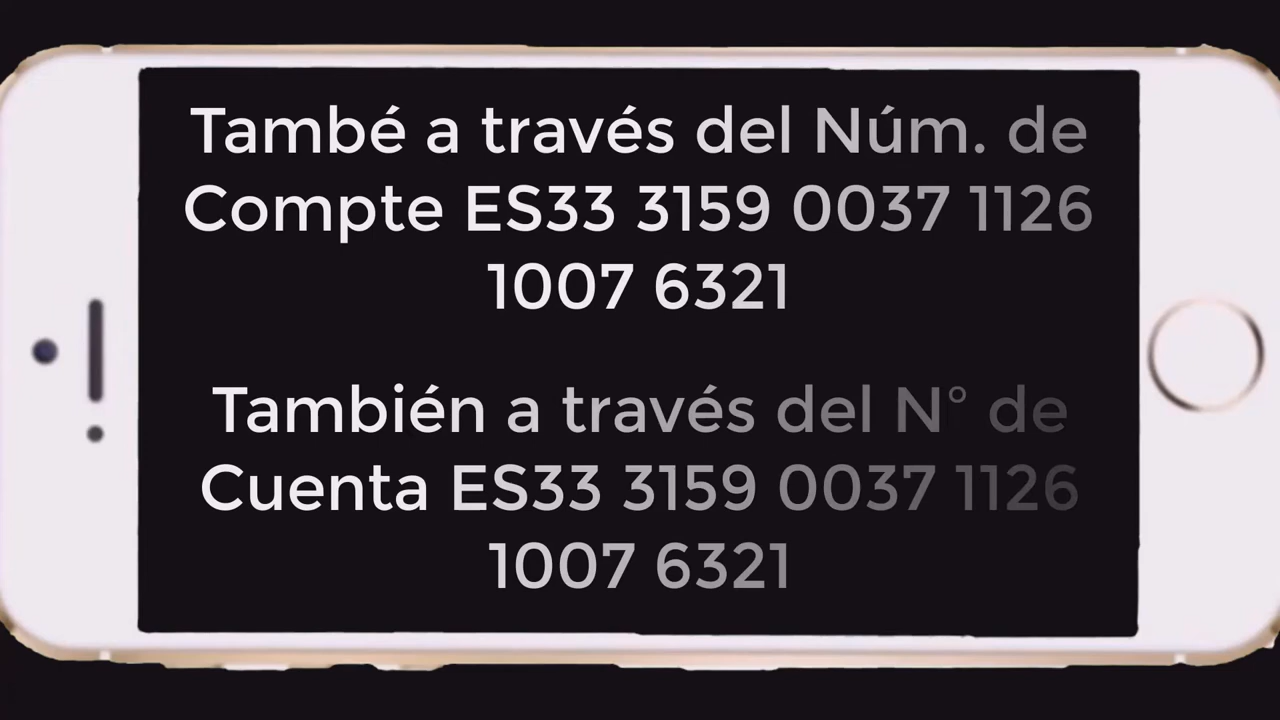 També a través del Núm. de
Compte ES33 3159 0037 1126
1007 6321
También a través del N° de
Cuenta ES33 3159 0037 1126
1007 6321